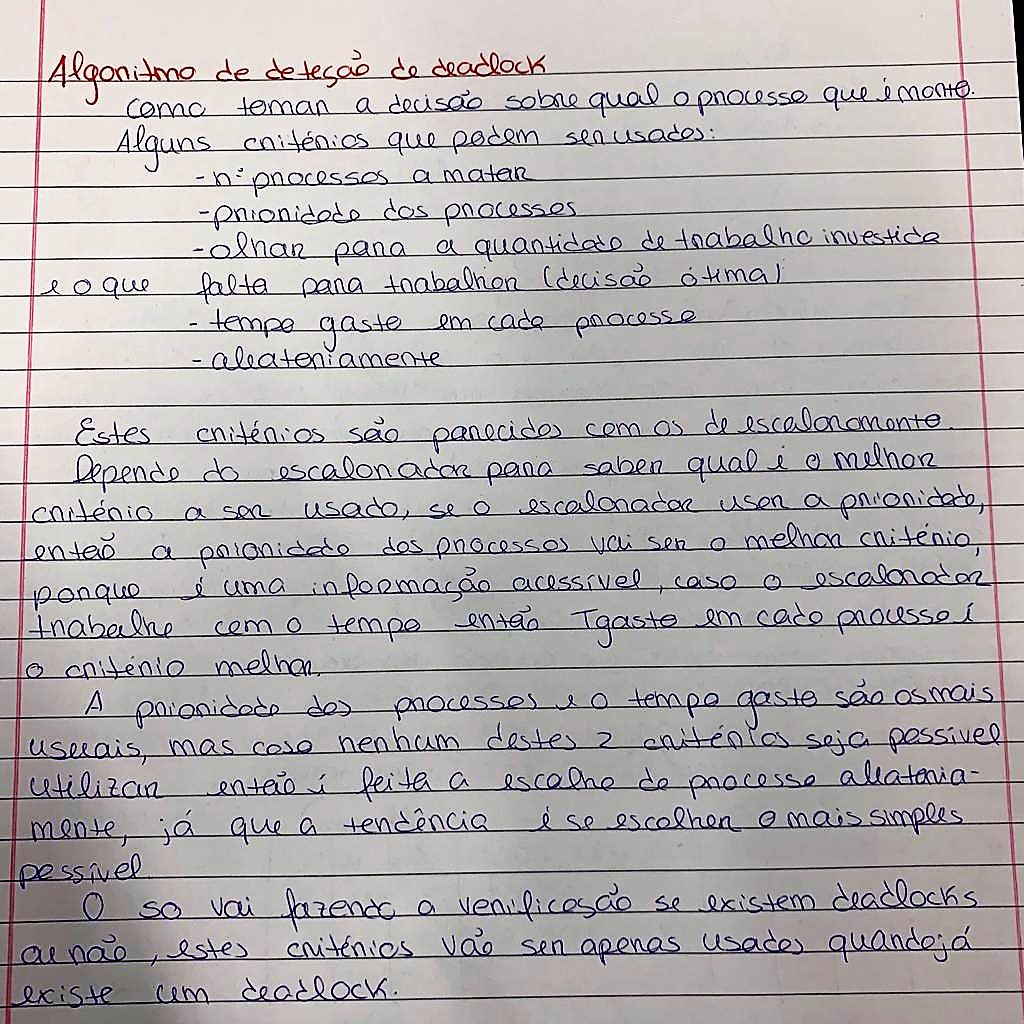 Algoritmo de deteção de deadlock
Como tomar a decisão sobre qual o processo que é morto.
Alguns critérios que podem ser usados:
- nº processos a matar
- prioridade dos processos
- olhar para a quantidade de trabalho investido
e o que falta para trabalhar (decisão ótima)
- tempo gasto em cada processo
- aleatoriamente
Estes critérios são parecidos com os de escalonamento.
Depende do escalonador para saber qual é o melhor
critério a ser usado, se o escalonador usar a prioridade,
então a prioridade dos processos vai ser o melhor critério,
porque é uma informação acessível, caso o escalonador
trabalhe com o tempo então Tgasto em cada processo é
o critério melhor.
A prioridade dos processos e o tempo gasto são os mais
usuais, mas caso nenhum destes 2 critérios seja possível
utilizar então é feita a escolha de processo aleatoria-
mente, já que a tendência é se escolher o mais simples
possível.
O so vai fazendo a verificação se existem deadlocks
ou não, estes critérios vão ser apenas usados quando já
existe um deadlock.